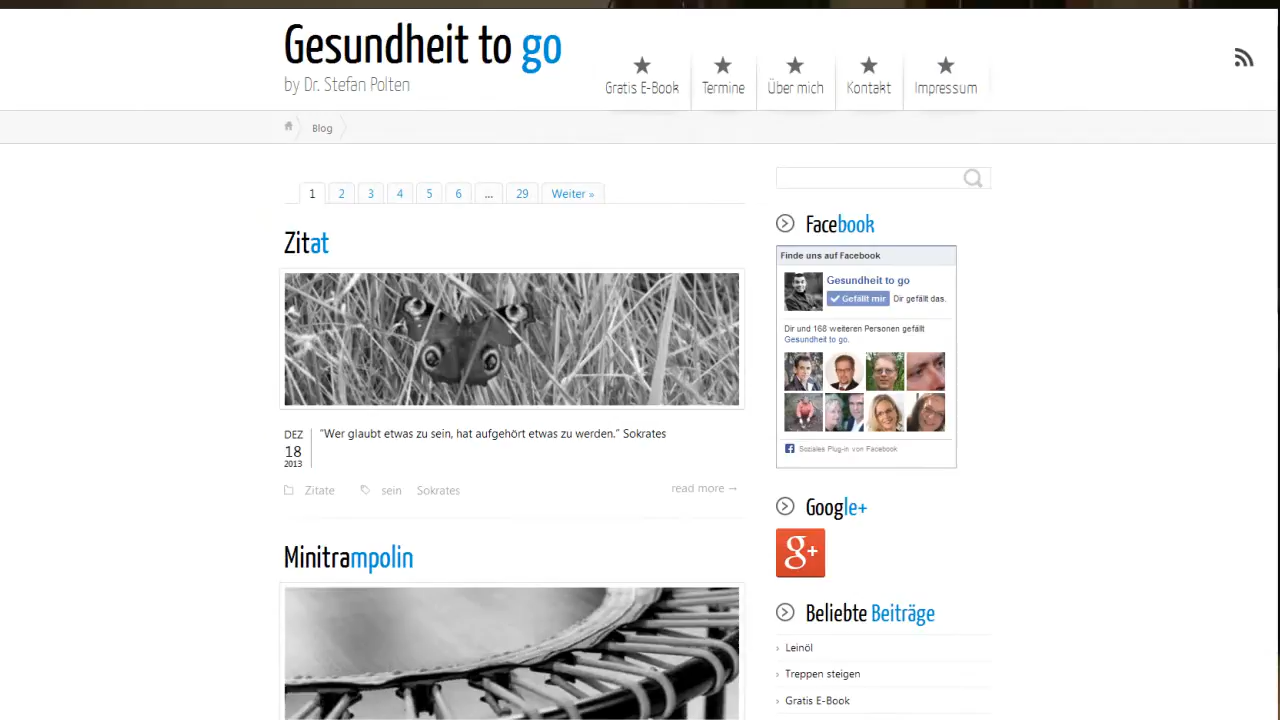 Gesundheit to go
by Dr. Stefan Polten
Gratis E-Book
Termine
Über mich
Kontakt
Impressum
Blog
1 2 3 4 5 6 ... 29 Weiter »
Zitat
DEZ
18
2013
"Wer glaubt etwas zu sein, hat aufgehört etwas zu werden." Sokrates
Zitate sein Sokrates read more →
Minitrampolin
Facebook
Finde uns auf Facebook
Gesundheit to go
Gefällt mir Dir gefällt das.
Dir und 168 weiteren Personen gefällt
Gesundheit to go.
Soziales Plug-in von Facebook
Google+
g+
Beliebte Beiträge
› Leinöl
› Treppen steigen
› Gratis E-Book